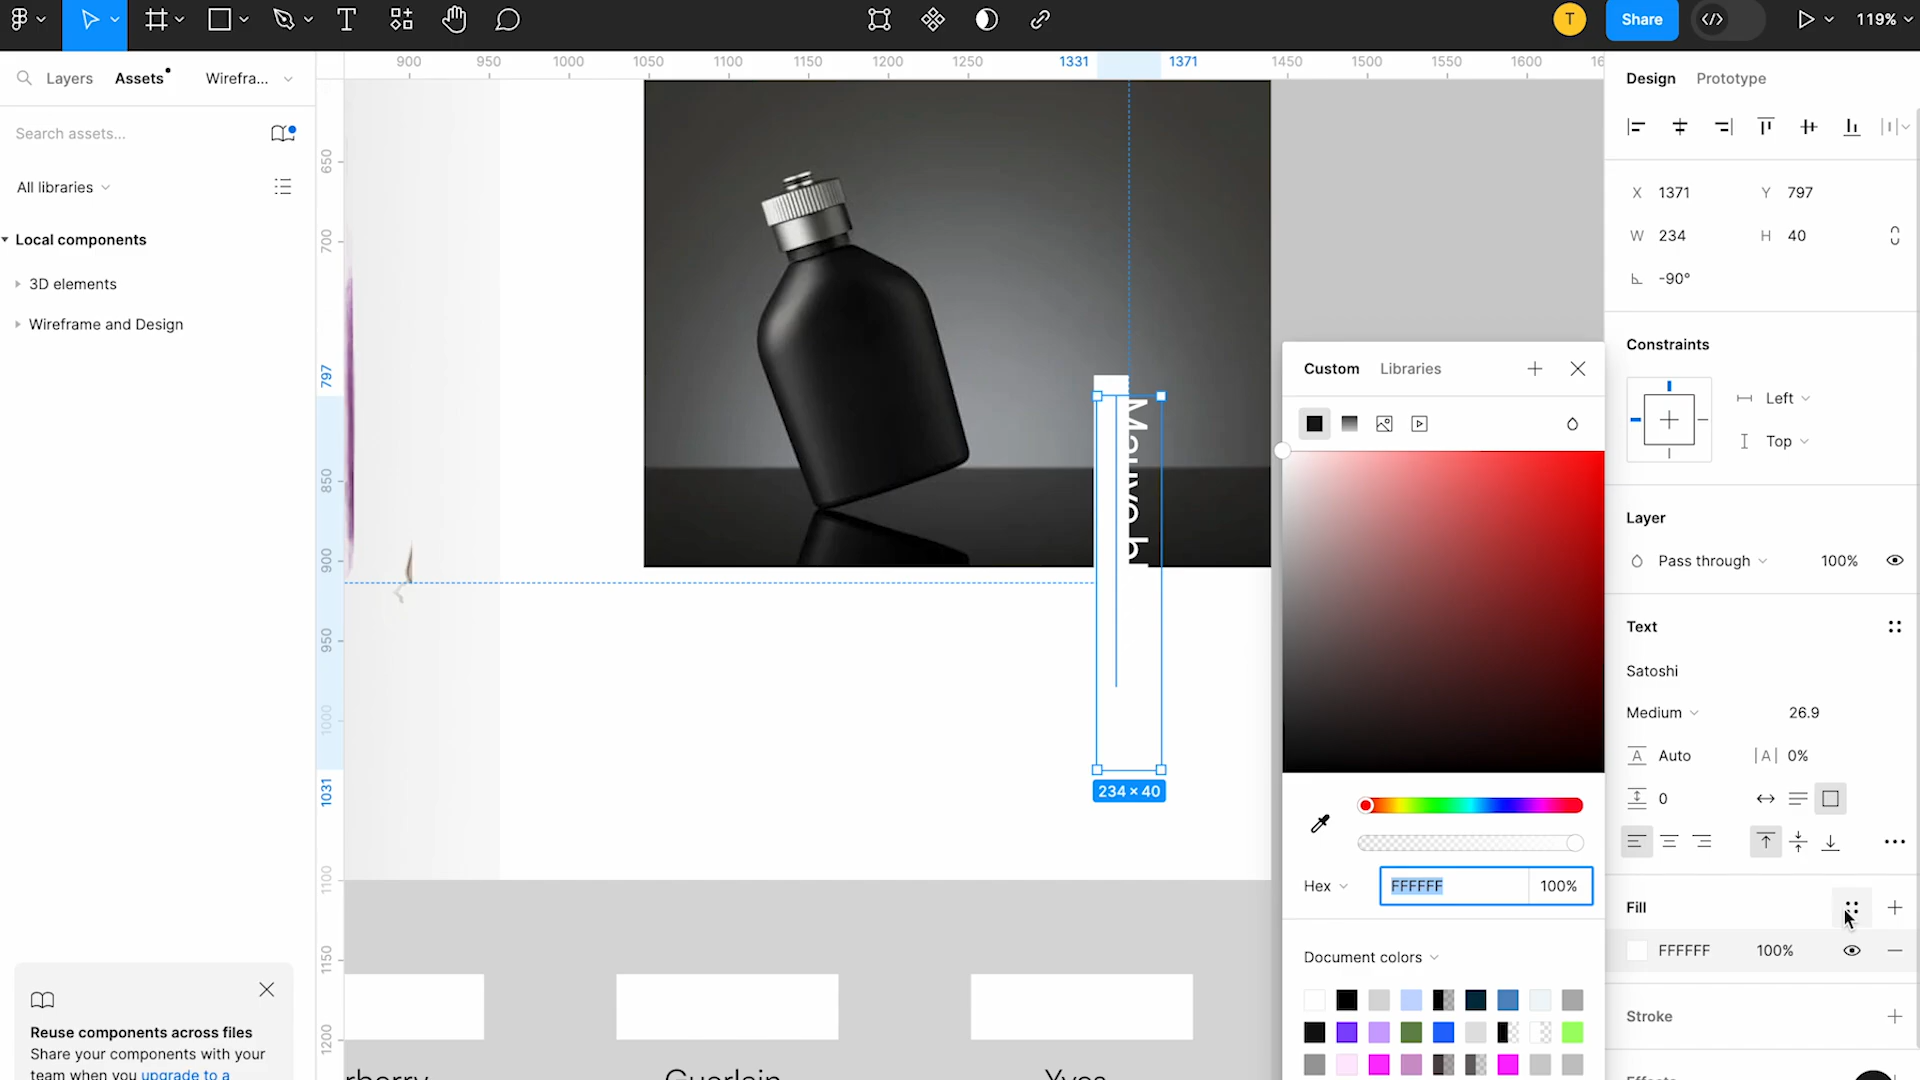 Share
119%
T
Layers
Assets
Wirefra...
900
950
1000
1050
1100
1150
1200
1250
1331
1371
1450
1500
1550
1600
Design
Prototype
Search assets...
All libraries
Local components
3D elements
Wireframe and Design
650
700
797
850
900
950
1000
1031
1100
1150
1200
234 × 40
X 1371
Y 797
W 234
H 40
-90°
Constraints
Left
Top
Layer
Pass through
100%
Text
Satoshi
Medium
26.9
Auto
|A| 0%
0
Fill
FFFFFF
100%
Stroke
Custom
Libraries
Hex
FFFFFF
100%
Document colors
Reuse components across files
Share your components with your
team when you upgrade to a
Guerlain
Yves